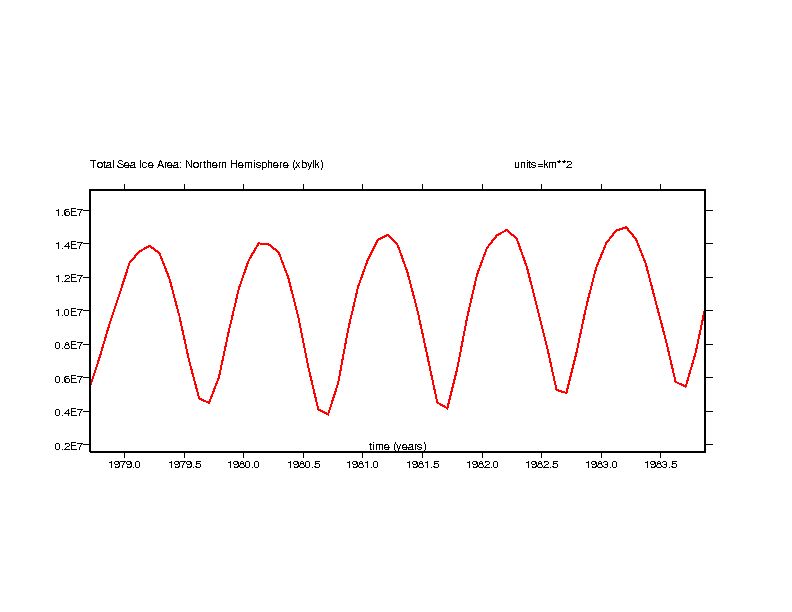 Total Sea Ice Area: Northern Hemisphere (xbylk) units=km**2
1.6E7
1.4E7
1.2E7
1.0E7
0.8E7
0.6E7
0.4E7
0.2E7
time (years)
1979.0 1979.5 1980.0 1980.5 1981.0 1981.5 1982.0 1982.5 1983.0 1983.5